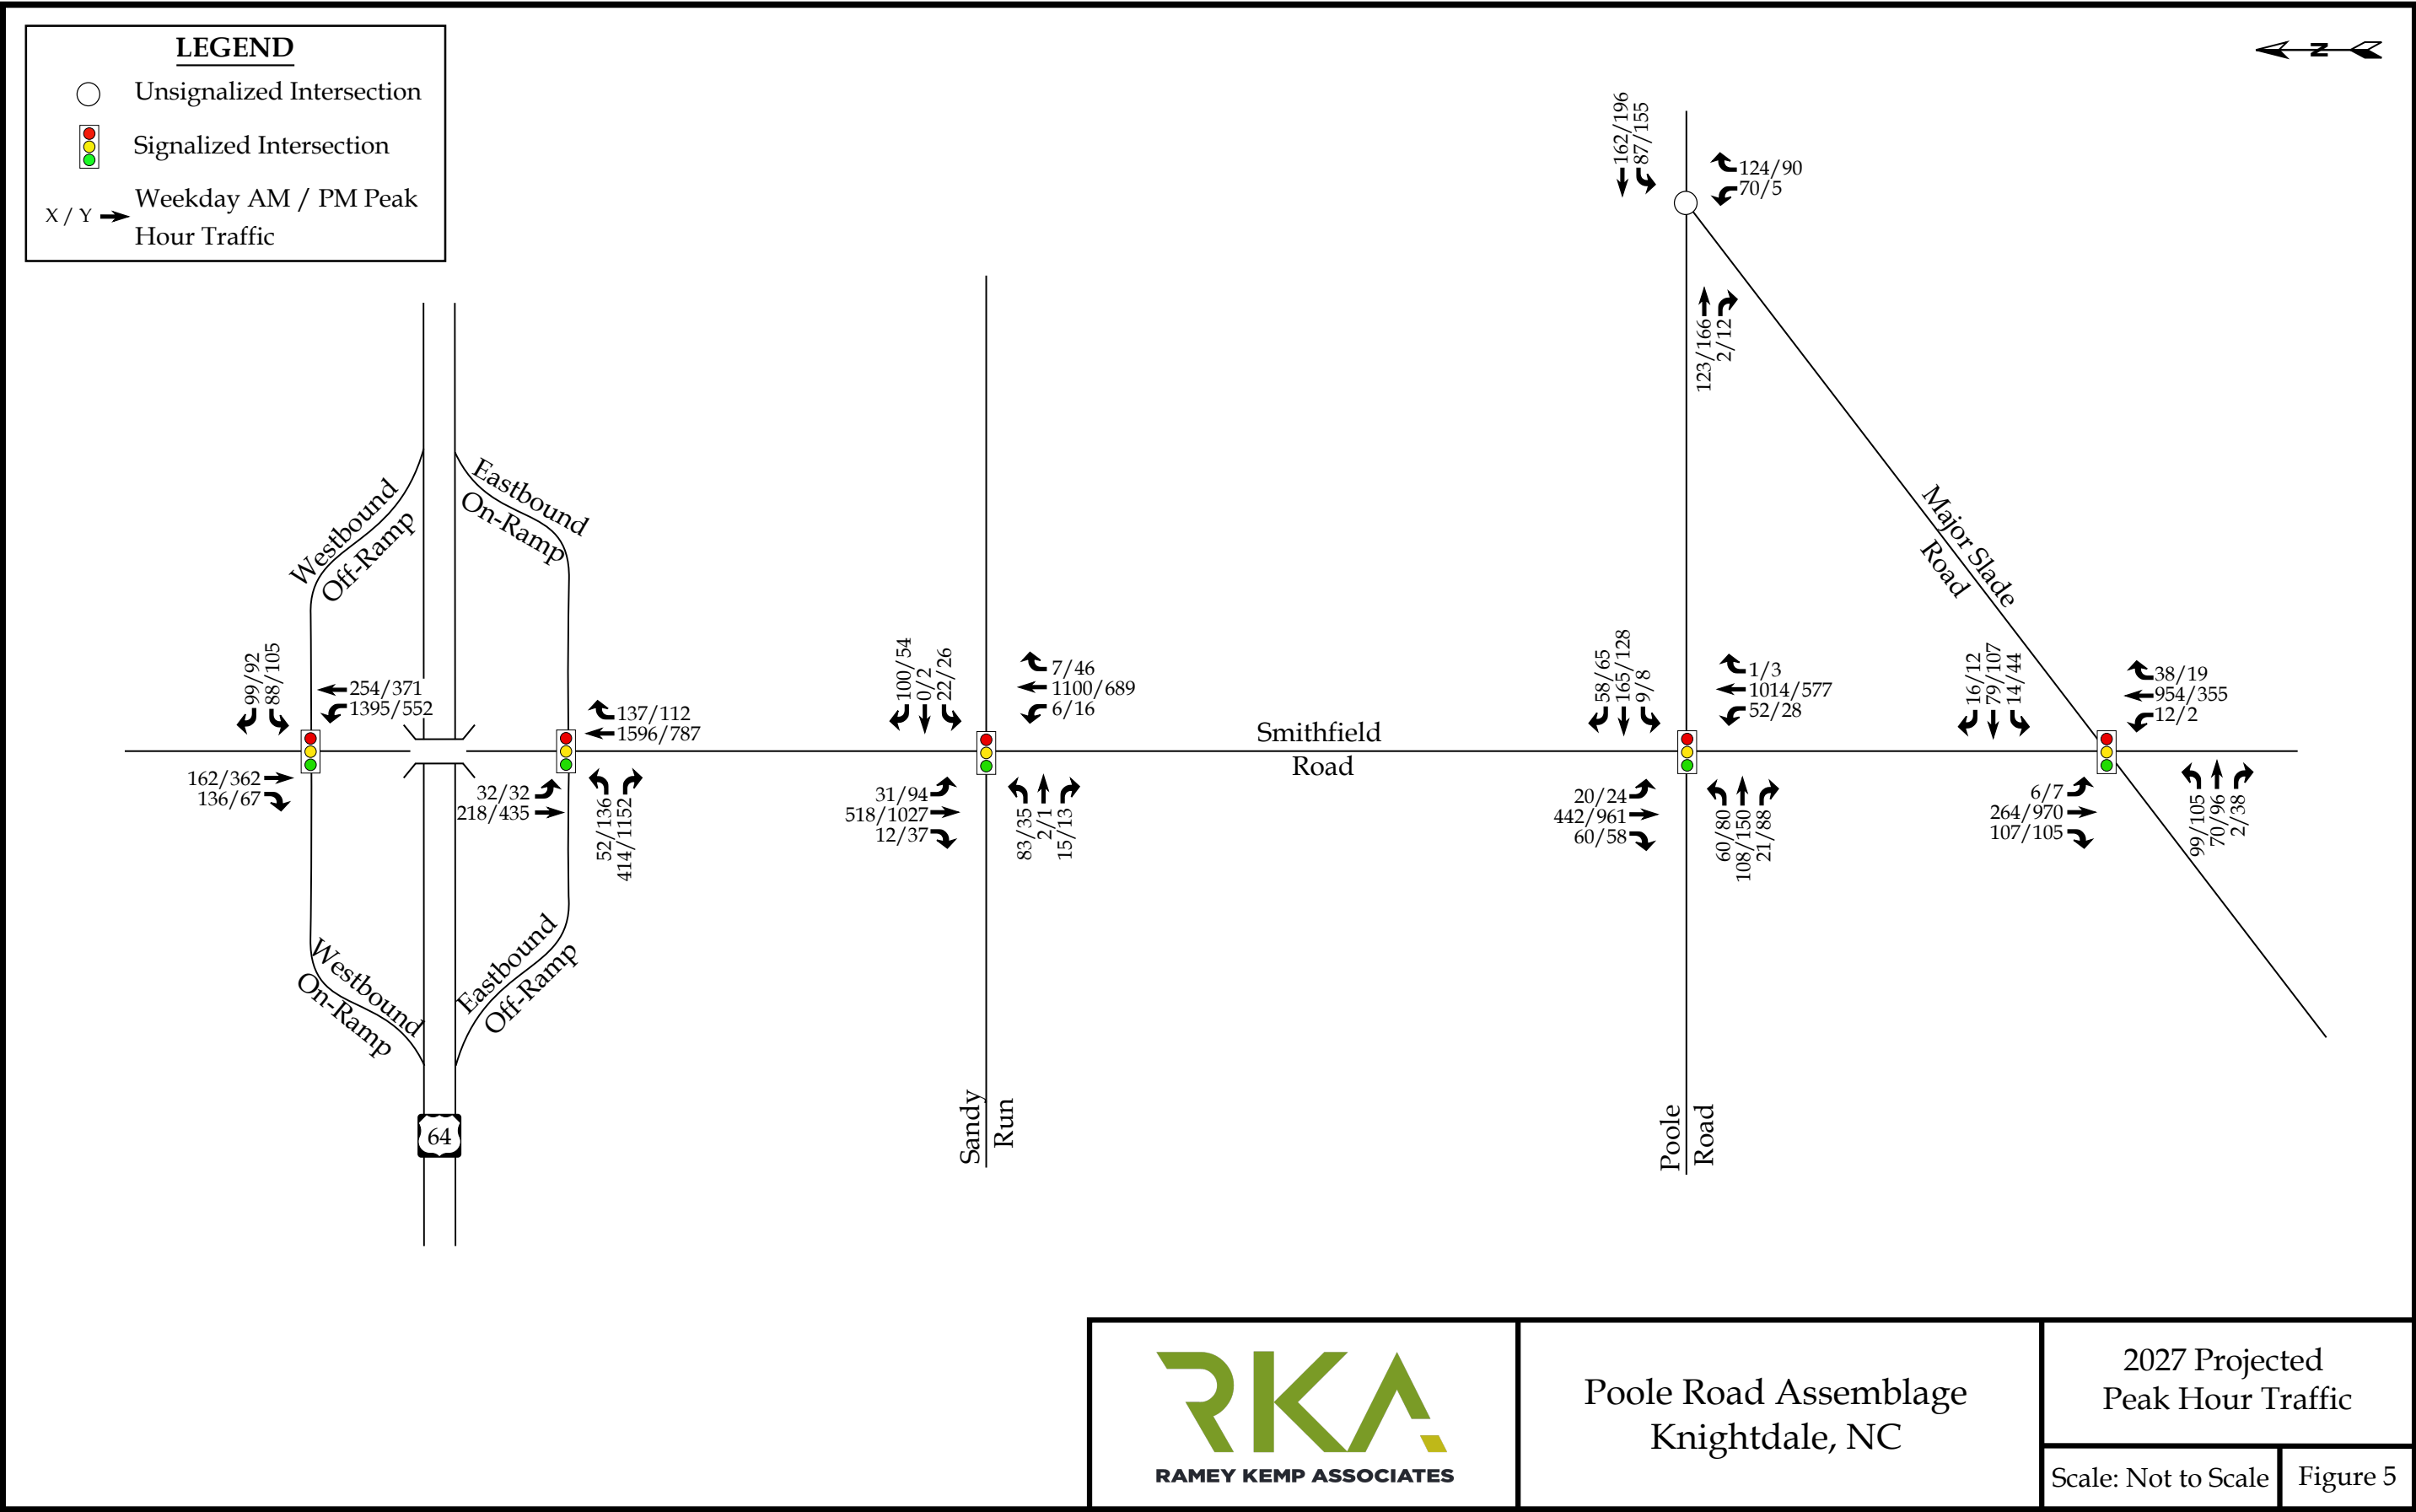 LEGEND
Unsignalized Intersection
Signalized Intersection
X / Y
Weekday AM / PM Peak
Hour Traffic
N
162/196
87/155
124/90
70/5
123/166
2/12
Westbound
Off-Ramp
Eastbound
On-Ramp
Major Slade
Road
99/92
88/105
254/371
1395/552
162/362
136/67
137/112
1596/787
32/32
218/435
52/136
414/1152
100/54
0/2
22/26
7/46
1100/689
6/16
31/94
518/1027
12/37
83/35
2/1
15/13
Smithfield
Road
58/65
165/128
9/8
1/3
1014/577
52/28
20/24
442/961
60/58
60/80
108/150
21/88
16/12
79/107
14/44
38/19
954/355
12/2
6/7
264/970
107/105
99/105
70/96
2/38
Westbound
On-Ramp
Eastbound
Off-Ramp
64
Sandy
Run
Poole
Road
RKA
RAMEY KEMP ASSOCIATES
Poole Road Assemblage
Knightdale, NC
2027 Projected
Peak Hour Traffic
Scale: Not to Scale
Figure 5